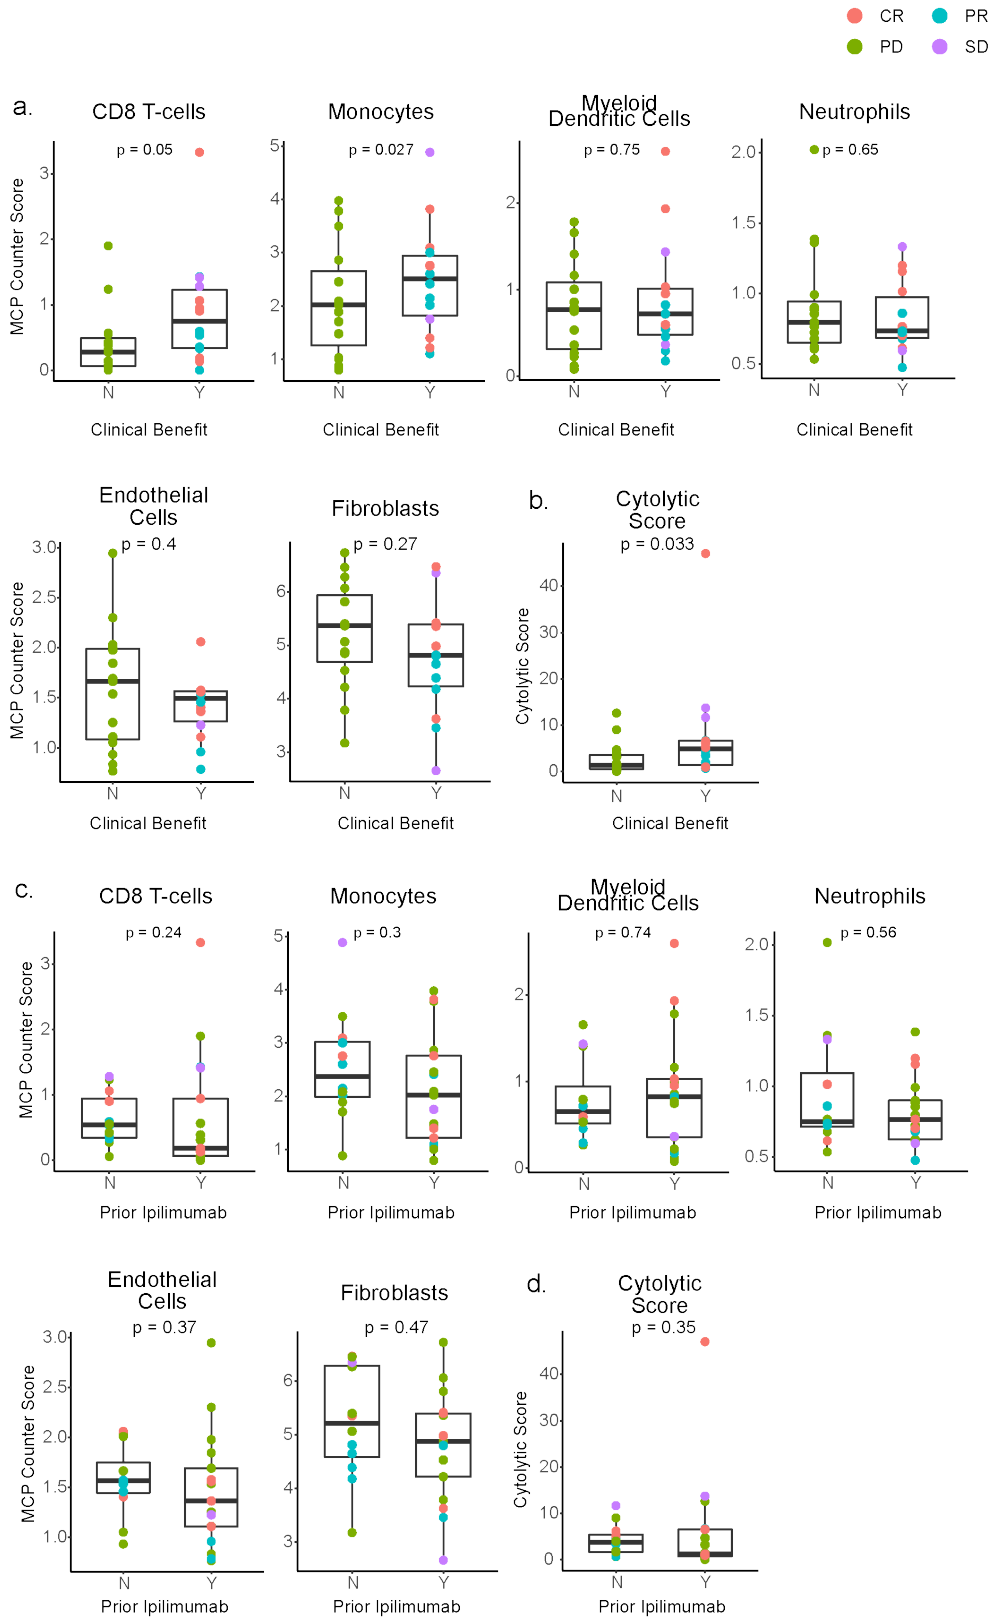 CR PR
PD SD
a.
CD8 T-cells
p = 0.05
MCP Counter Score
3
2
1
0
N Y
Clinical Benefit
Monocytes
p = 0.027
5
4
3
2
1
N Y
Clinical Benefit
Myeloid
Dendritic Cells
p = 0.75
2
1
0
N Y
Clinical Benefit
Neutrophils
p = 0.65
2.0
1.5
1.0
0.5
N Y
Clinical Benefit
Endothelial
Cells
p = 0.4
MCP Counter Score
3.0
2.5
2.0
1.5
1.0
N Y
Clinical Benefit
Fibroblasts
p = 0.27
6
5
4
3
N Y
Clinical Benefit
b.
Cytolytic
Score
p = 0.033
Cytolytic Score
40
30
20
10
0
N Y
Clinical Benefit
c.
CD8 T-cells
p = 0.24
MCP Counter Score
3
2
1
0
N Y
Prior Ipilimumab
Monocytes
p = 0.3
5
4
3
2
1
N Y
Prior Ipilimumab
Myeloid
Dendritic Cells
p = 0.74
2
1
0
N Y
Prior Ipilimumab
Neutrophils
p = 0.56
2.0
1.5
1.0
0.5
N Y
Prior Ipilimumab
Endothelial
Cells
p = 0.37
MCP Counter Score
3.0
2.5
2.0
1.5
1.0
N Y
Prior Ipilimumab
Fibroblasts
p = 0.47
6
5
4
3
N Y
Prior Ipilimumab
d.
Cytolytic
Score
p = 0.35
Cytolytic Score
40
30
20
10
0
N Y
Prior Ipilimumab